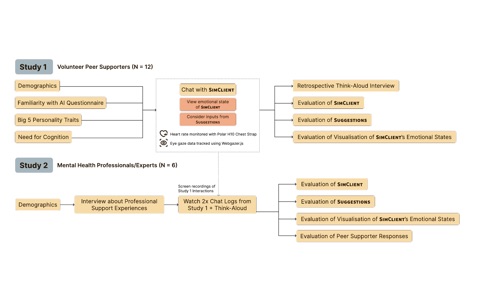 Study 1
Volunteer Peer Supporters (N = 12)
Demographics
Familiarity with AI Questionnaire
Big 5 Personality Traits
Need for Cognition
Chat with SIMCLIENT
View emotional state
of SIMCLIENT
Consider inputs from
SUGGESTIONS
Heart rate monitored with Polar H10 Chest Strap
Eye gaze data tracked using Webgazer.js
Retrospective Think-Aloud Interview
Evaluation of SIMCLIENT
Evaluation of SUGGESTIONS
Evaluation of Visualisation of SIMCLIENT's Emotional States
Study 2
Mental Health Professionals/Experts (N = 6)
Screen recordings of
Study 1 Interactions
Demographics
Interview about Professional
Support Experiences
Watch 2x Chat Logs from
Study 1 + Think-Aloud
Evaluation of SIMCLIENT
Evaluation of SUGGESTIONS
Evaluation of Visualisation of SIMCLIENT's Emotional States
Evaluation of Peer Supporter Responses